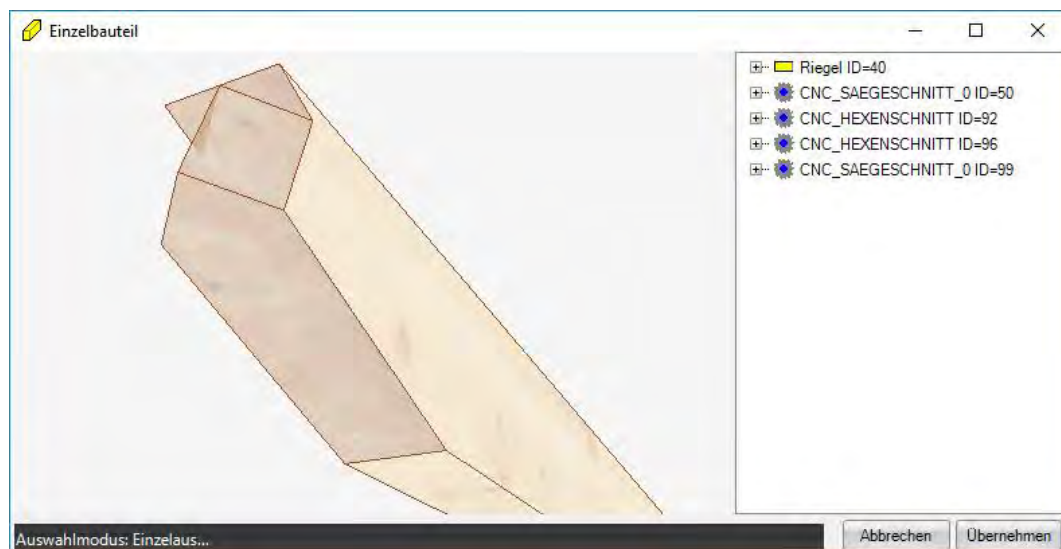 Einzelbauteil
Riegel ID=40
CNC_SAEGESCHNITT_0 ID=50
CNC_HEXENSCHNITT ID=92
CNC_HEXENSCHNITT ID=96
CNC_SAEGESCHNITT_0 ID=99
Auswahlmodus: Einzelaus...
Abbrechen
Übernehmen